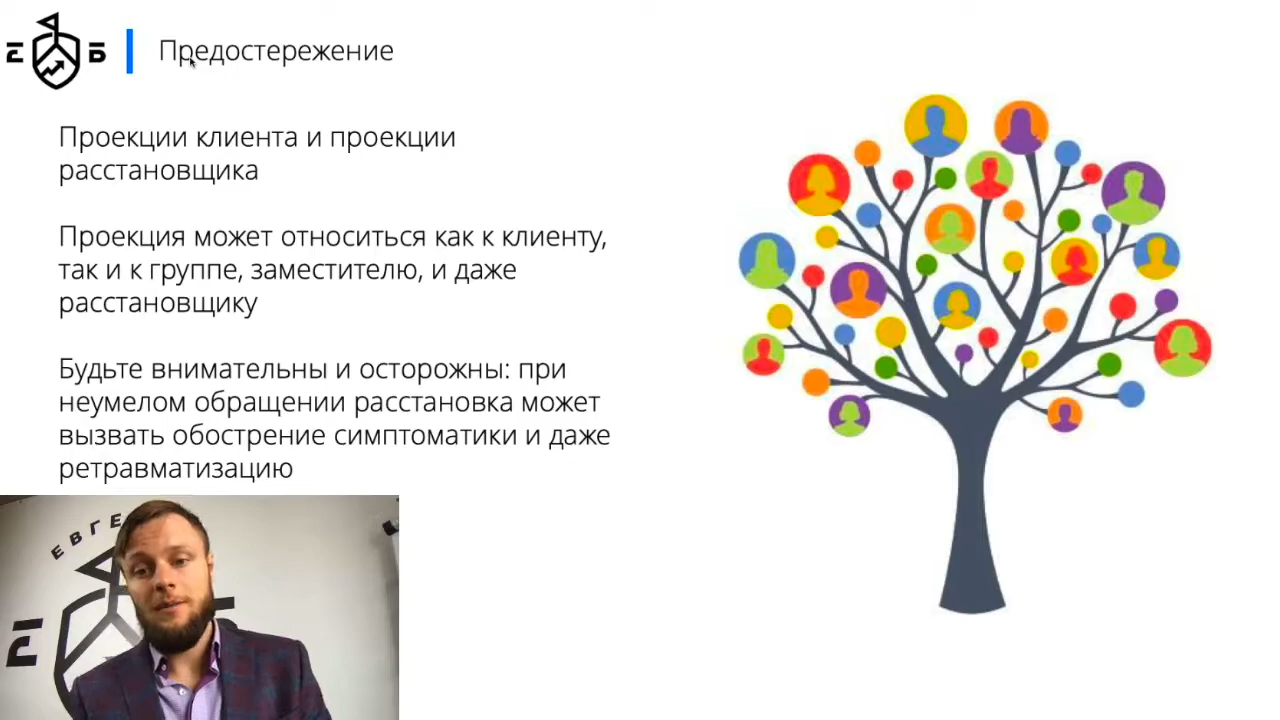 Є Б
Предостережение
Проекции клиента и проекции
расстановщика
Проекция может относиться как к клиенту,
так и к группе, заместителю, и даже
расстановщику
Будьте внимательны и осторожны: при
неумелом обращении расстановка может
вызвать обострение симптоматики и даже
ретравматизацию
ЕВГЕ